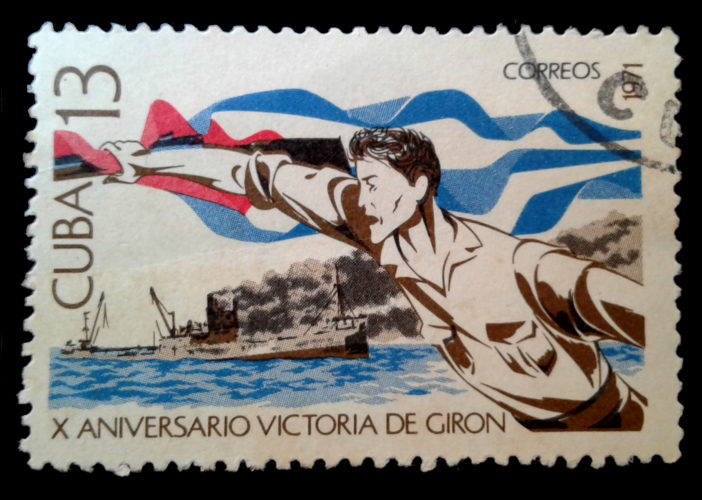 CUBA 13
CORREOS
1971
X ANIVERSARIO VICTORIA DE GIRON